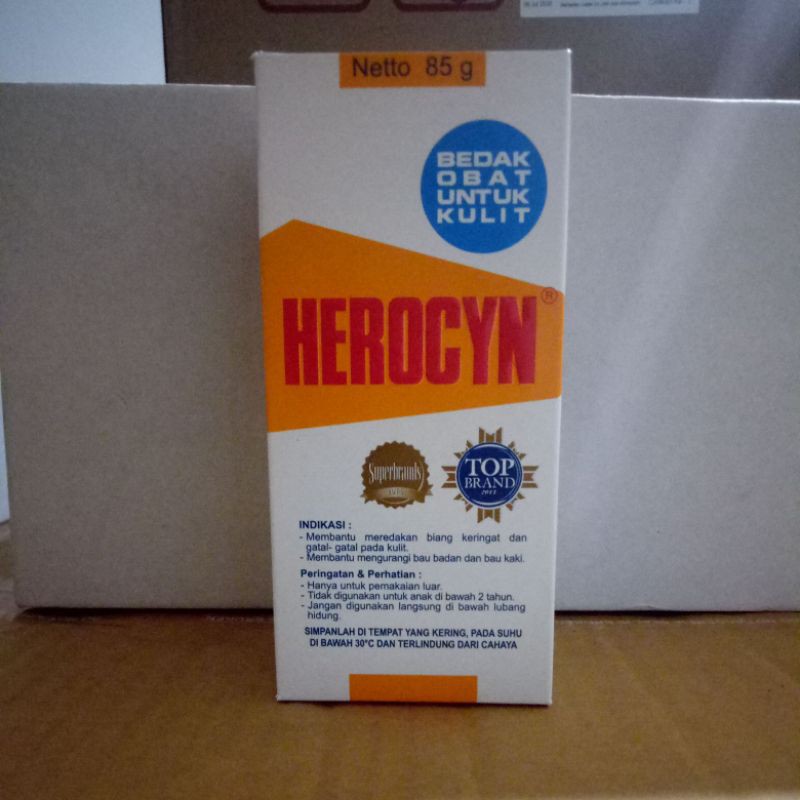 Netto 85 g
BEDAK
OBAT
UNTUK
KULIT
HEROCYN®
Superbrands
TOP
BRAND
INDIKASI :
- Membantu meredakan biang keringat dan
gatal- gatal pada kulit.
- Membantu mengurangi bau badan dan bau kaki.
Peringatan & Perhatian :
- Hanya untuk pemakaian luar.
- Tidak digunakan untuk anak di bawah 2 tahun.
- Jangan digunakan langsung di bawah lubang
hidung.
SIMPANLAH DI TEMPAT YANG KERING, PADA SUHU
DI BAWAH 30°C DAN TERLINDUNG DARI CAHAYA